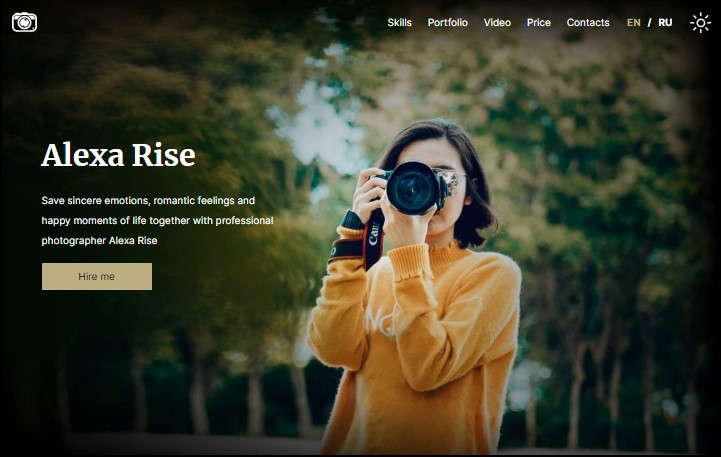 Skills Portfolio Video Price Contacts EN / RU
Alexa Rise
Save sincere emotions, romantic feelings and
happy moments of life together with professional
photographer Alexa Rise
Hire me